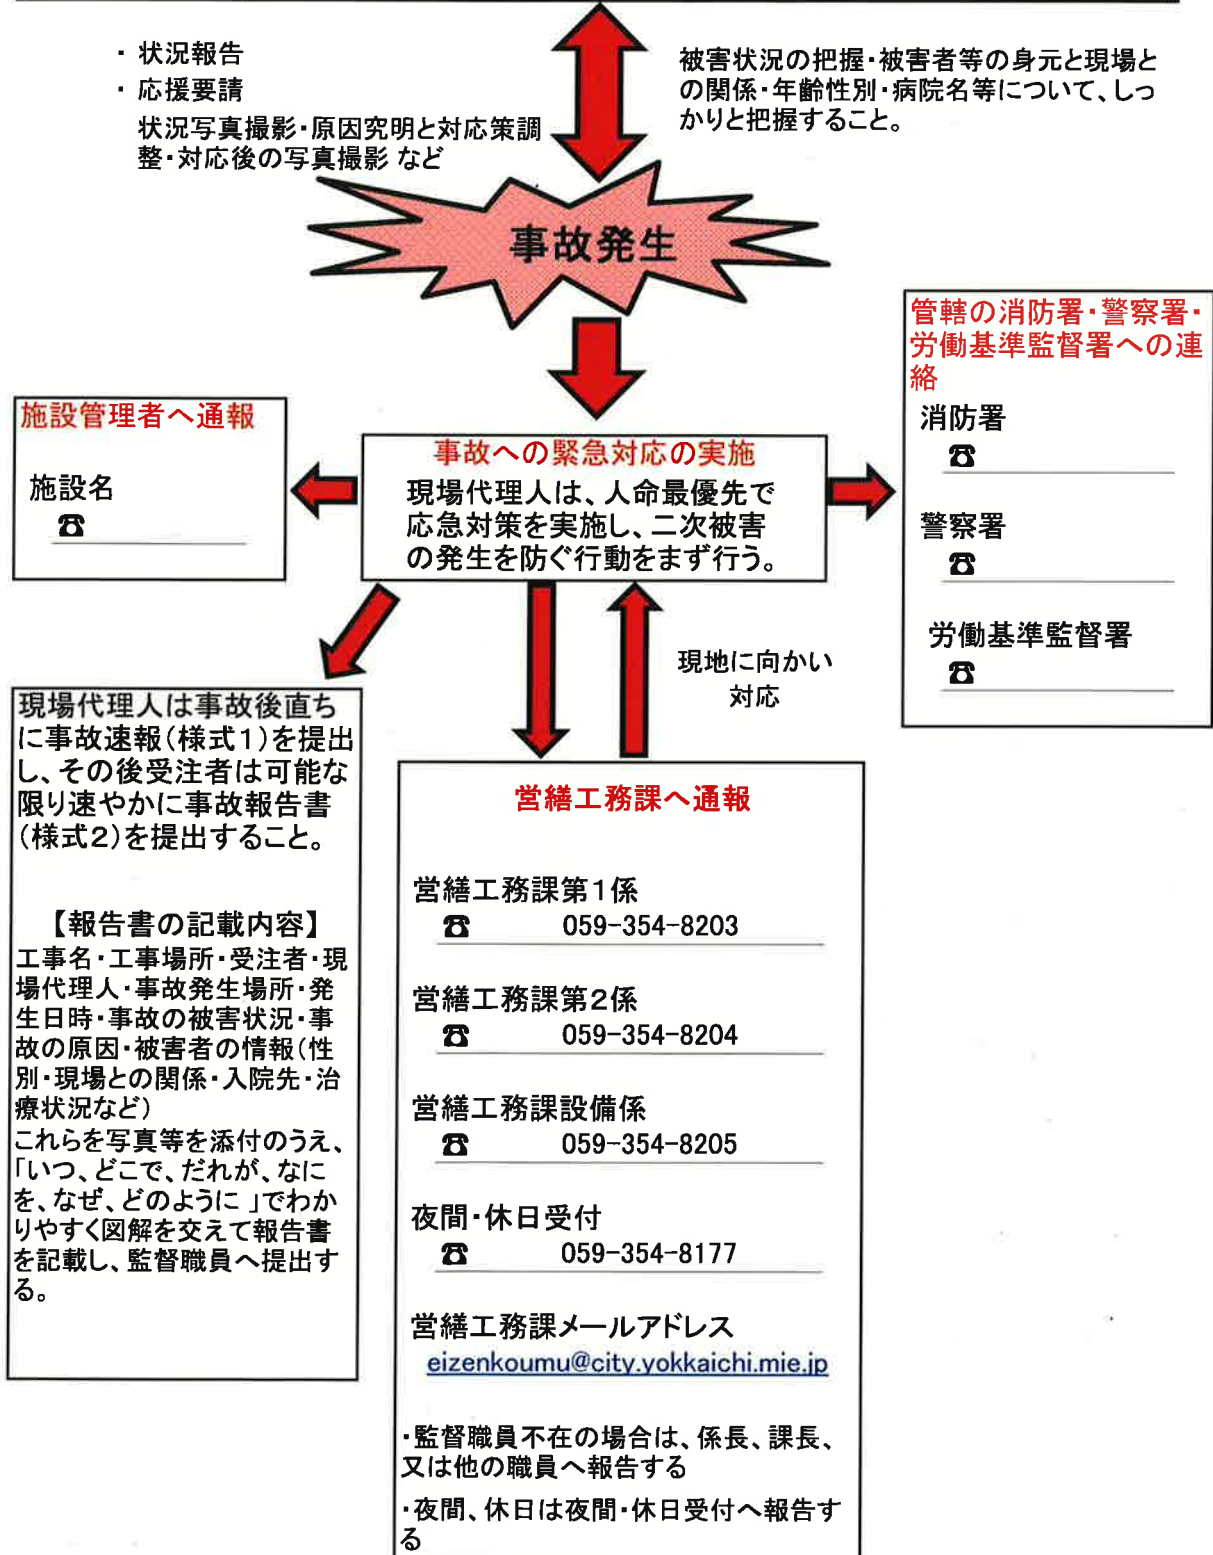 ・ 状況報告
・ 応援要請
状況写真撮影・原因究明と対応策調
整・対応後の写真撮影 など
被害状況の把握・被害者等の身元と現場と
の関係・年齢性別・病院名等について、しっ
かりと把握すること。
事故発生
管轄の消防署・警察署・
労働基準監督署への連
絡
消防署
☎
警察署
☎
労働基準監督署
☎
施設管理者へ通報
施設名
☎
事故への緊急対応の実施
現場代理人は、人命最優先で
応急対策を実施し、二次被害
の発生を防ぐ行動をまず行う。
現地に向かい
対応
現場代理人は事故後直ち
に事故速報(様式1)を提出
し、その後受注者は可能な
限り速やかに事故報告書
(様式2)を提出すること。
【報告書の記載内容】
工事名・工事場所・受注者・現
場代理人・事故発生場所・発
生日時・事故の被害状況・事
故の原因・被害者の情報(性
別・現場との関係・入院先・治
療状況など)
これらを写真等を添付のうえ、
「いつ、どこで、だれが、なに
を、なぜ、どのように 」でわか
りやすく図解を交えて報告書
を記載し、監督職員へ提出す
る。
営繕工務課へ通報
営繕工務課第1係
☎ 059-354-8203
営繕工務課第2係
☎ 059-354-8204
営繕工務課設備係
☎ 059-354-8205
夜間・休日受付
☎ 059-354-8177
営繕工務課メールアドレス
eizenkoumu@city.yokkaichi.mie.jp
・監督職員不在の場合は、係長、課長、
又は他の職員へ報告する
・夜間、休日は夜間・休日受付へ報告す
る